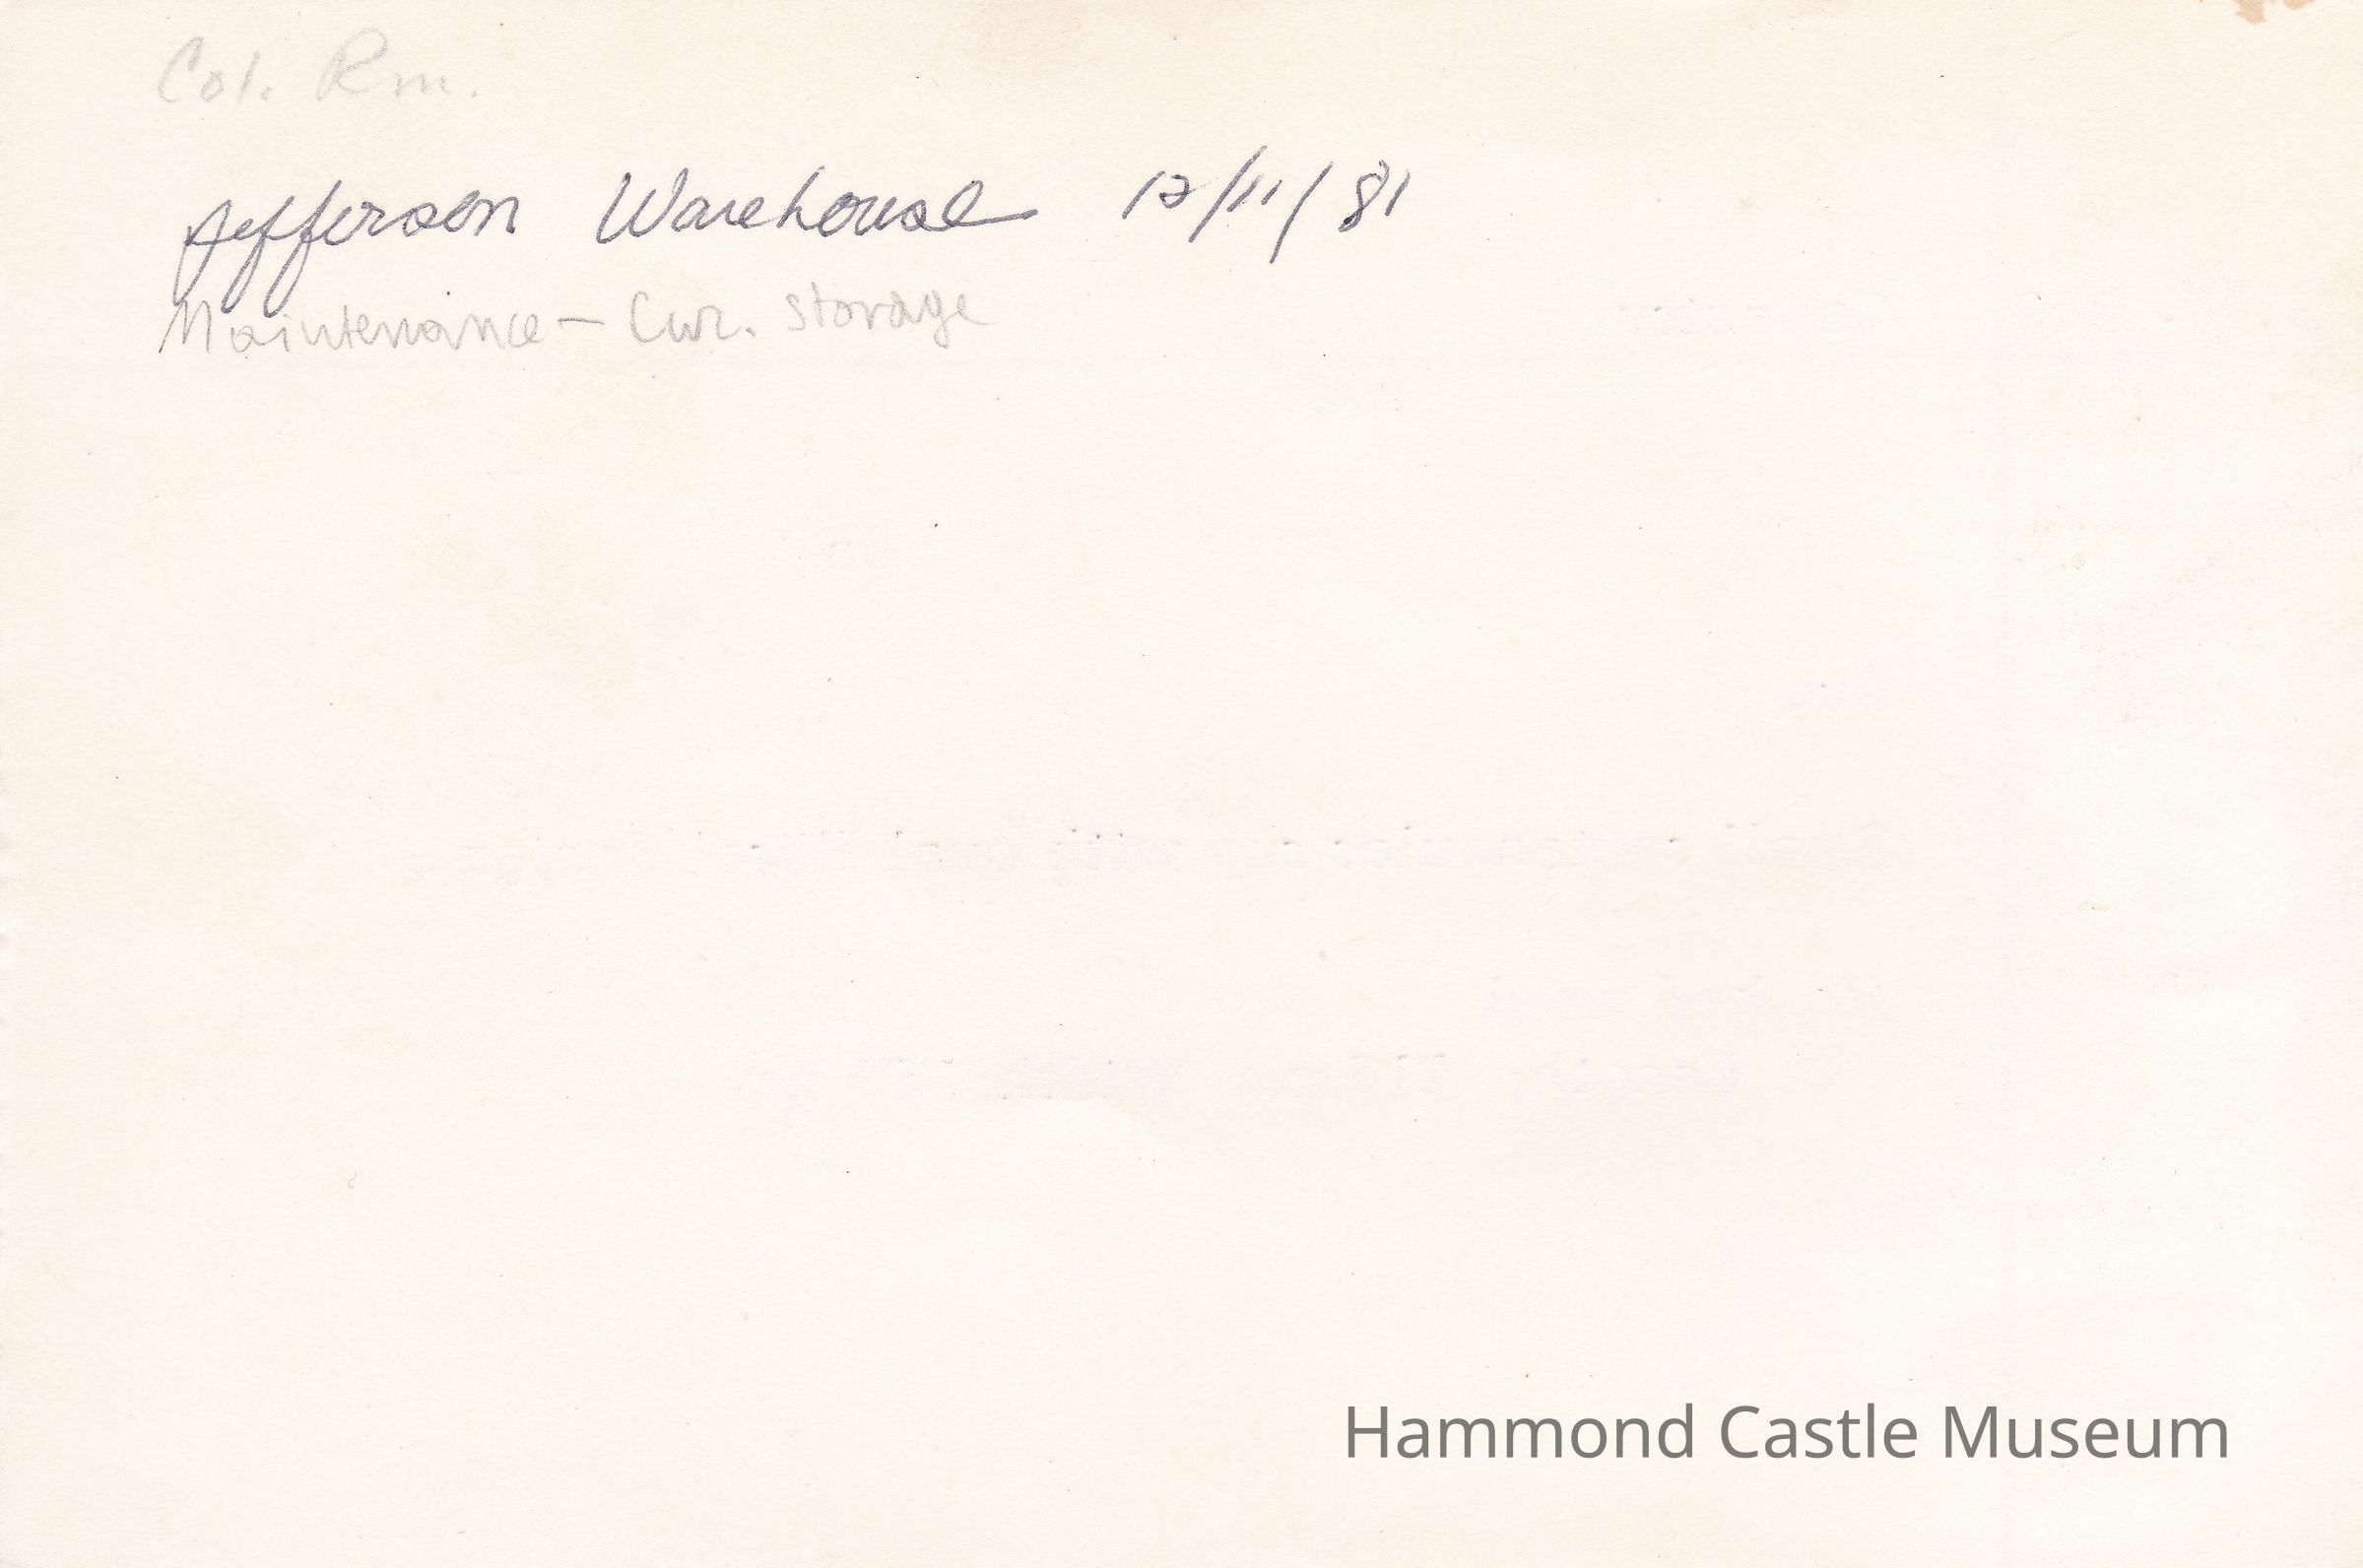 Col. Rm.
Jefferson Warehouse 12/11/81
Maintenance - Cur. Storage
Hammond Castle Museum